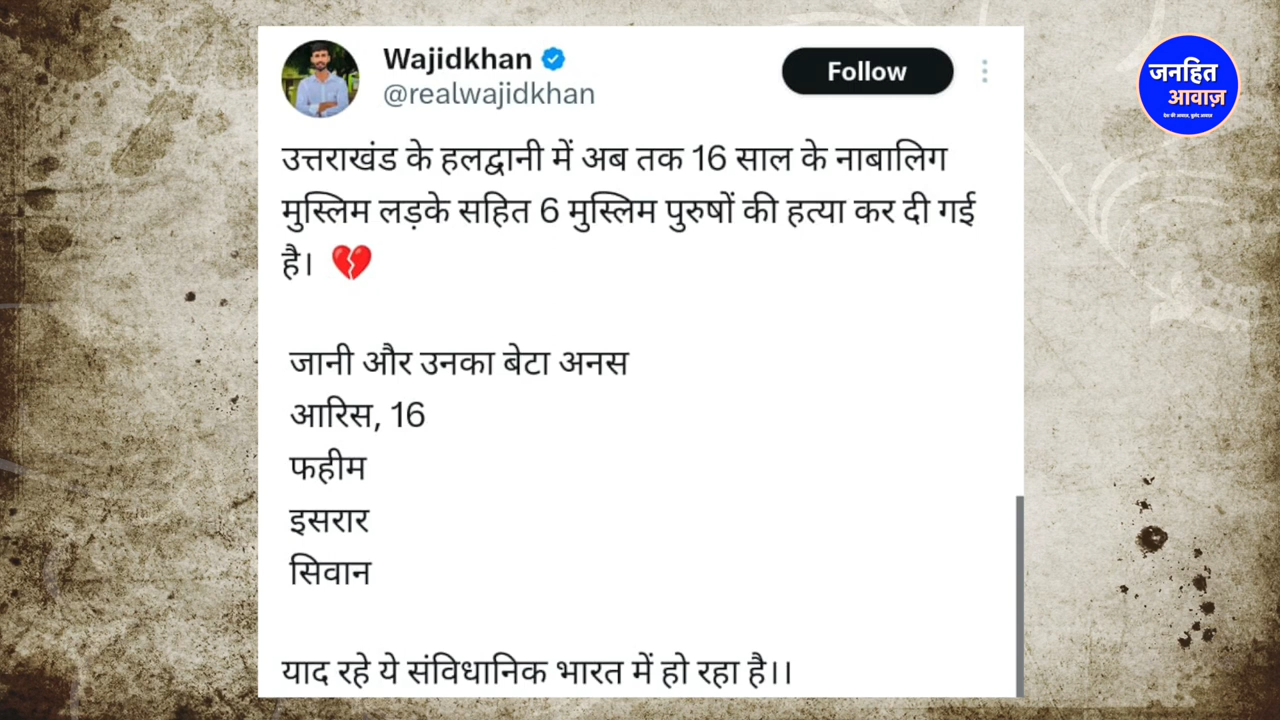 Wajidkhan
@realwajidkhan
Follow
जनहित
आवाज़
उत्तराखंड के हलद्वानी में अब तक 16 साल के नाबालिग
मुस्लिम लड़के सहित 6 मुस्लिम पुरुषों की हत्या कर दी गई
है। 💔
जानी और उनका बेटा अनस
आरिस, 16
फहीम
इसरार
सिवान
याद रहे ये संविधानिक भारत में हो रहा है।।